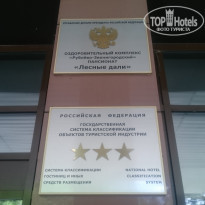 TOP Hotels
ФОТО ТУРИСТА
ОЗДОРОВИТЕЛЬНЫЙ КОМПЛЕКС
ПАНСИОНАТ
«Лесные дали»
РОССИЙСКАЯ ФЕДЕРАЦИЯ
ГОСУДАРСТВЕННАЯ
СИСТЕМА КЛАССИФИКАЦИИ
ОБЪЕКТОВ ТУРИСТСКОЙ ИНДУСТРИИ
СИСТЕМА КЛАССИФИКАЦИИ
ГОСТИНИЦ И ИНЫХ
СРЕДСТВ РАЗМЕЩЕНИЯ
NATIONAL HOTEL
CLASSIFICATION
SYSTEM